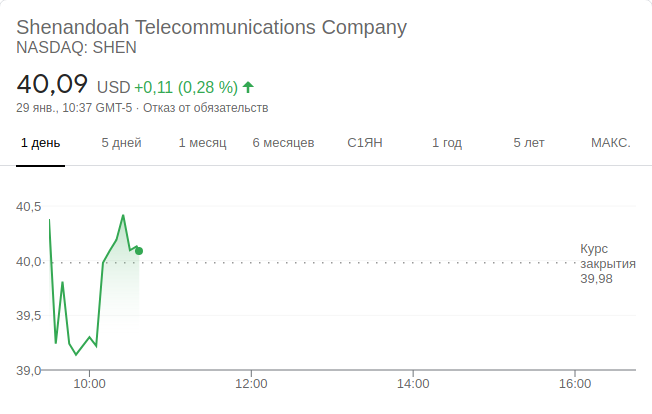 Shenandoah Telecommunications Company
NASDAQ: SHEN
40,09 USD +0,11 (0,28 %)
29 янв., 10:37 GMT-5 · Отказ от обязательств
1 день 5 дней 1 месяц 6 месяцев С1ЯН 1 год 5 лет МАКС.
40,5
Курс
40,0 закрытия
39,98
39,5
39,0
10:00 12:00 14:00 16:00